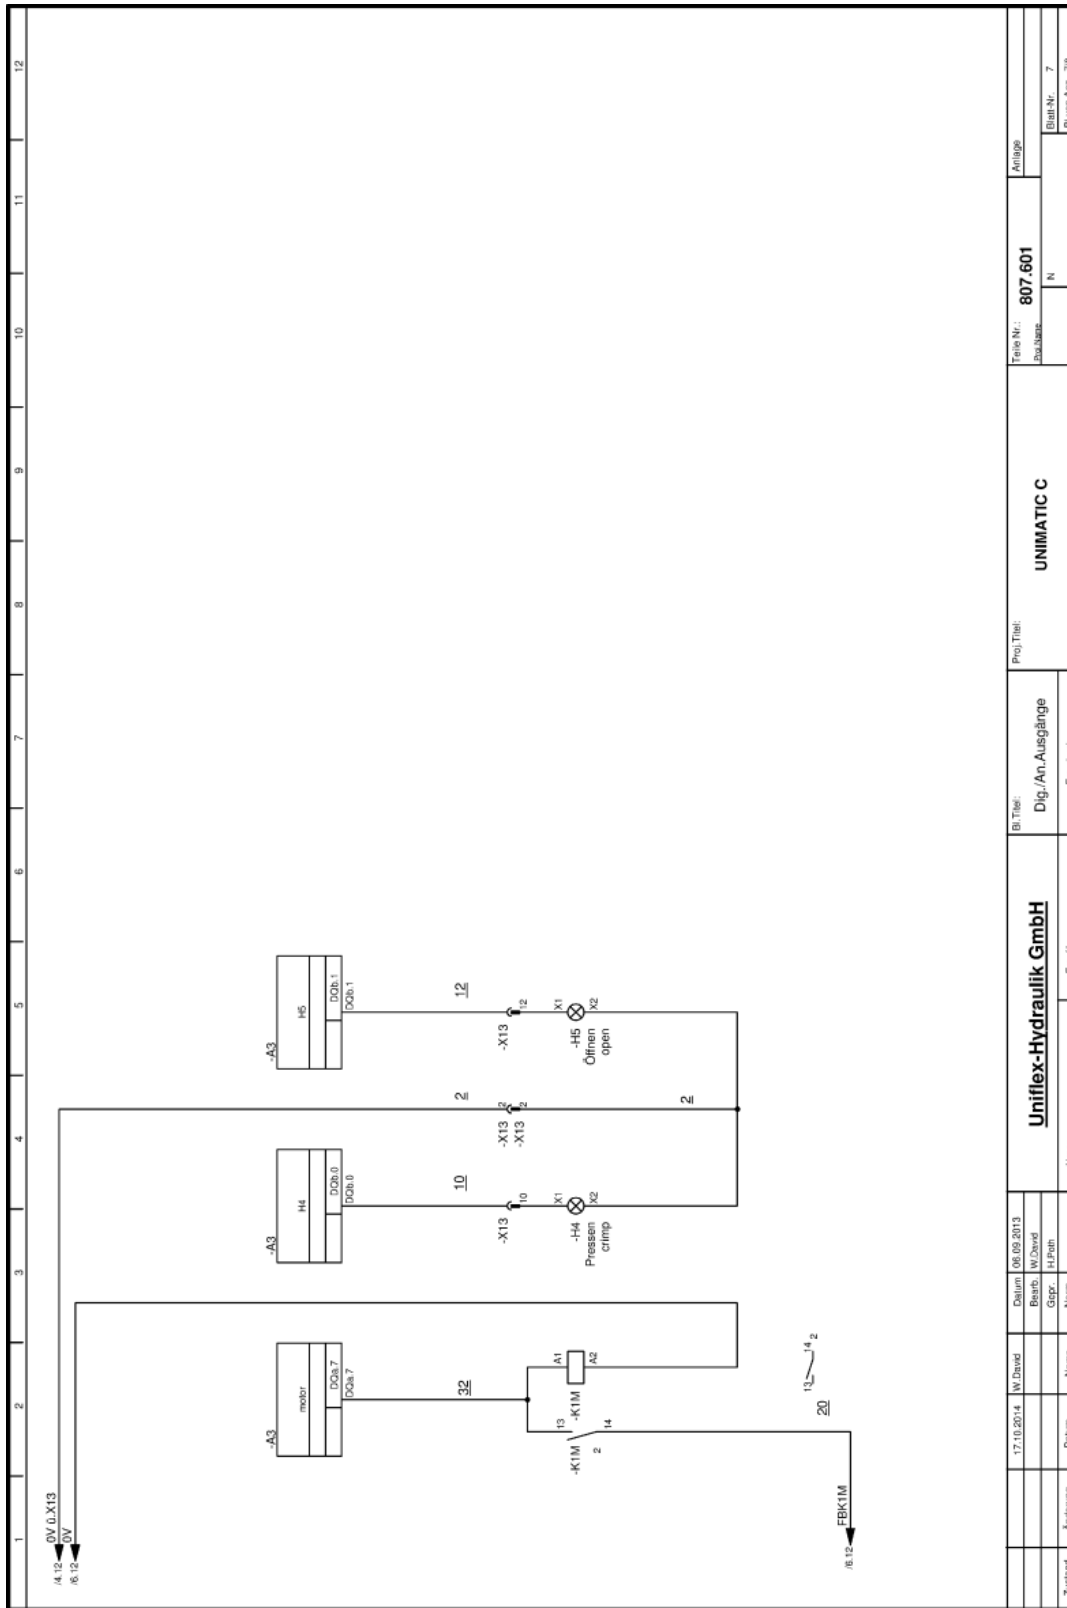 1
2
3
4
5
6
7
8
9
10
11
12
/4.12 0V ü.X13
/6.12 0V
-A3
motor
DQa.7
DQa.7
32
13
-K1M
14
2
A1
-K1M
A2
13 14 2
20
/6.12 FBK1M
-A3
H4
DQb.0
DQb.0
10
-X13 10
X1
-H4
X2
Pressen
crimp
2
-X13 2
-X13 2
2
-A3
H5
DQb.1
DQb.1
12
-X13 12
X1
-H5
X2
Öffnen
open
17.10.2014 W.David
Datum 06.09.2013
Bearb. W.David
Gepr. H.Poth
Uniflex-Hydraulik GmbH
Bl.Titel:
Dig./An.Ausgänge
Proj.Titel:
UNIMATIC C
Teile Nr.: 807.601
Proj.Name
N
Anlage
Blatt-Nr. 7